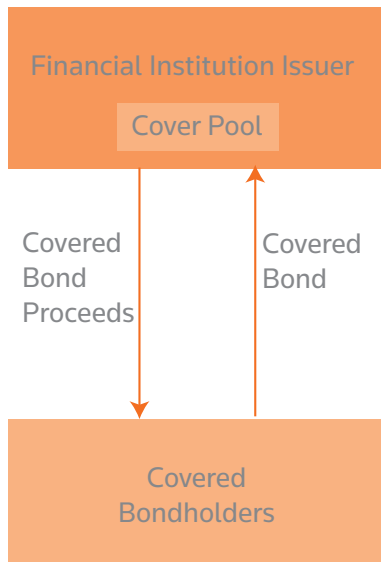 Financial Institution Issuer
Cover Pool
Covered
Bond
Proceeds
Covered
Bond
Covered
Bondholders